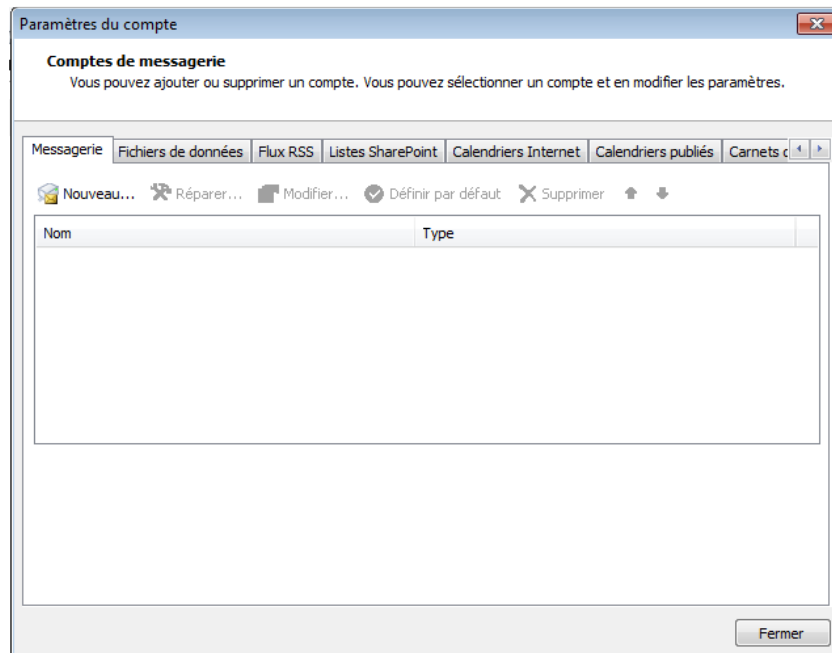 Paramètres du compte
Comptes de messagerie
Vous pouvez ajouter ou supprimer un compte. Vous pouvez sélectionner un compte et en modifier les paramètres.
Messagerie Fichiers de données Flux RSS Listes SharePoint Calendriers Internet Calendriers publiés Carnets
Nouveau... Réparer... Modifier... Définir par défaut Supprimer
Nom Type
Fermer